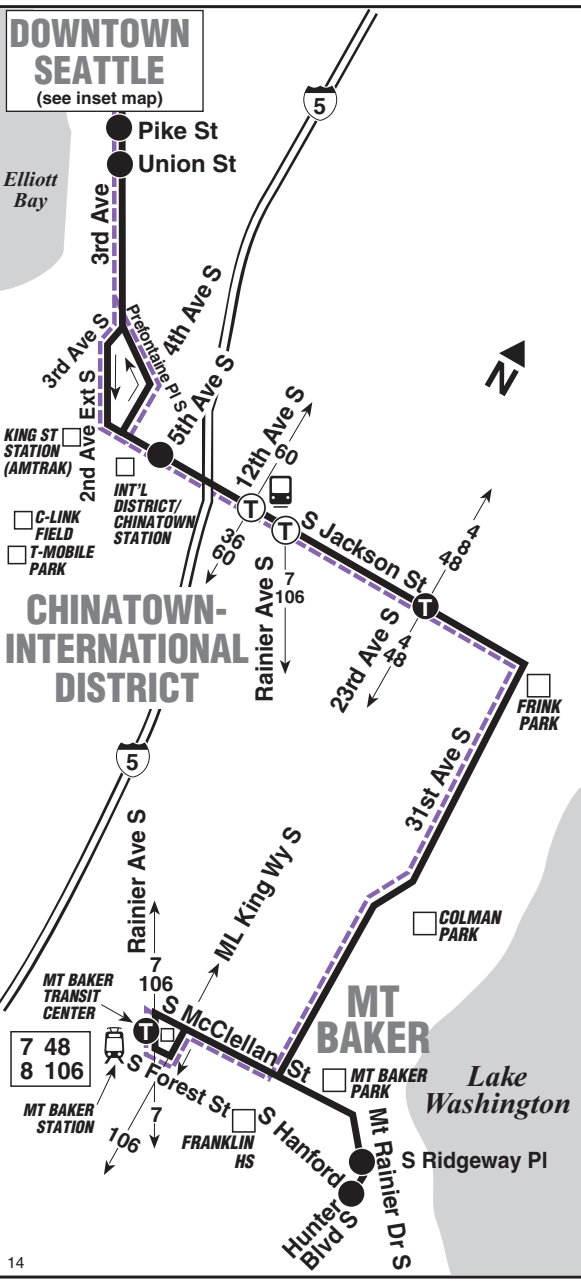 DOWNTOWN
SEATTLE
(see inset map)
5
Pike St
Union St
Elliott
Bay
3rd Ave
3rd Ave S
Prefontaine Pl S
4th Ave S
2nd Ave Ext S
5th Ave S
KING ST
STATION
(AMTRAK)
INT'L
DISTRICT/
CHINATOWN
STATION
C-LINK
FIELD
T-MOBILE
PARK
12th Ave S
60
T
T
36
60
Rainier Ave S
7
106
S Jackson St
4
8
48
T
23rd Ave S
4
48
N
CHINATOWN-
INTERNATIONAL
DISTRICT
FRINK
PARK
5
31st Ave S
Rainier Ave S
7
106
ML King Wy S
COLMAN
PARK
MT BAKER
TRANSIT
CENTER
T
S McClellan St
MT
BAKER
7 48
8 106
MT BAKER
STATION
S Forest St
7
106
MT BAKER
PARK
Lake
Washington
FRANKLIN
HS
S Hanford
Mt Rainier Dr S
S Ridgeway Pl
Hunter
Blvd S
14